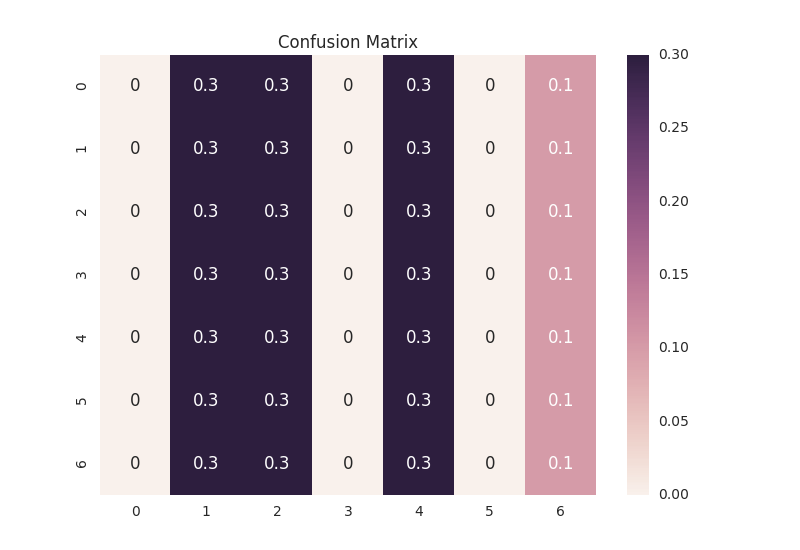 Confusion Matrix
0 0 0.3 0.3 0 0.3 0 0.1
1 0 0.3 0.3 0 0.3 0 0.1
2 0 0.3 0.3 0 0.3 0 0.1
3 0 0.3 0.3 0 0.3 0 0.1
4 0 0.3 0.3 0 0.3 0 0.1
5 0 0.3 0.3 0 0.3 0 0.1
6 0 0.3 0.3 0 0.3 0 0.1
0 1 2 3 4 5 6
0.30
0.25
0.20
0.15
0.10
0.05
0.00